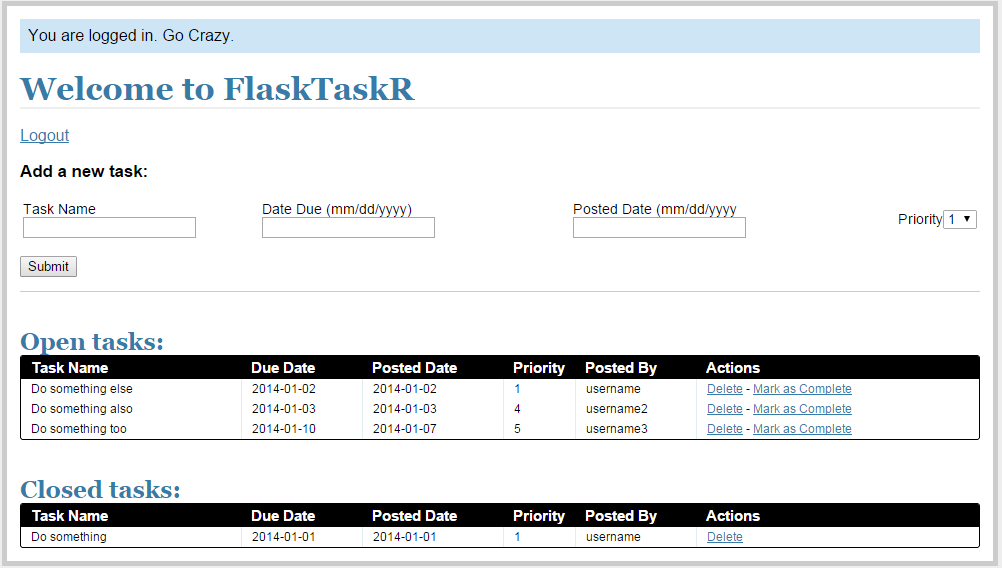 You are logged in. Go Crazy.
Welcome to FlaskTaskR
Logout
Add a new task:
Task Name Date Due (mm/dd/yyyy) Posted Date (mm/dd/yyyy Priority 1
Submit
Open tasks:
Task Name Due Date Posted Date Priority Posted By Actions
Do something else 2014-01-02 2014-01-02 1 username Delete - Mark as Complete
Do something also 2014-01-03 2014-01-03 4 username2 Delete - Mark as Complete
Do something too 2014-01-10 2014-01-07 5 username3 Delete - Mark as Complete
Closed tasks:
Task Name Due Date Posted Date Priority Posted By Actions
Do something 2014-01-01 2014-01-01 1 username Delete